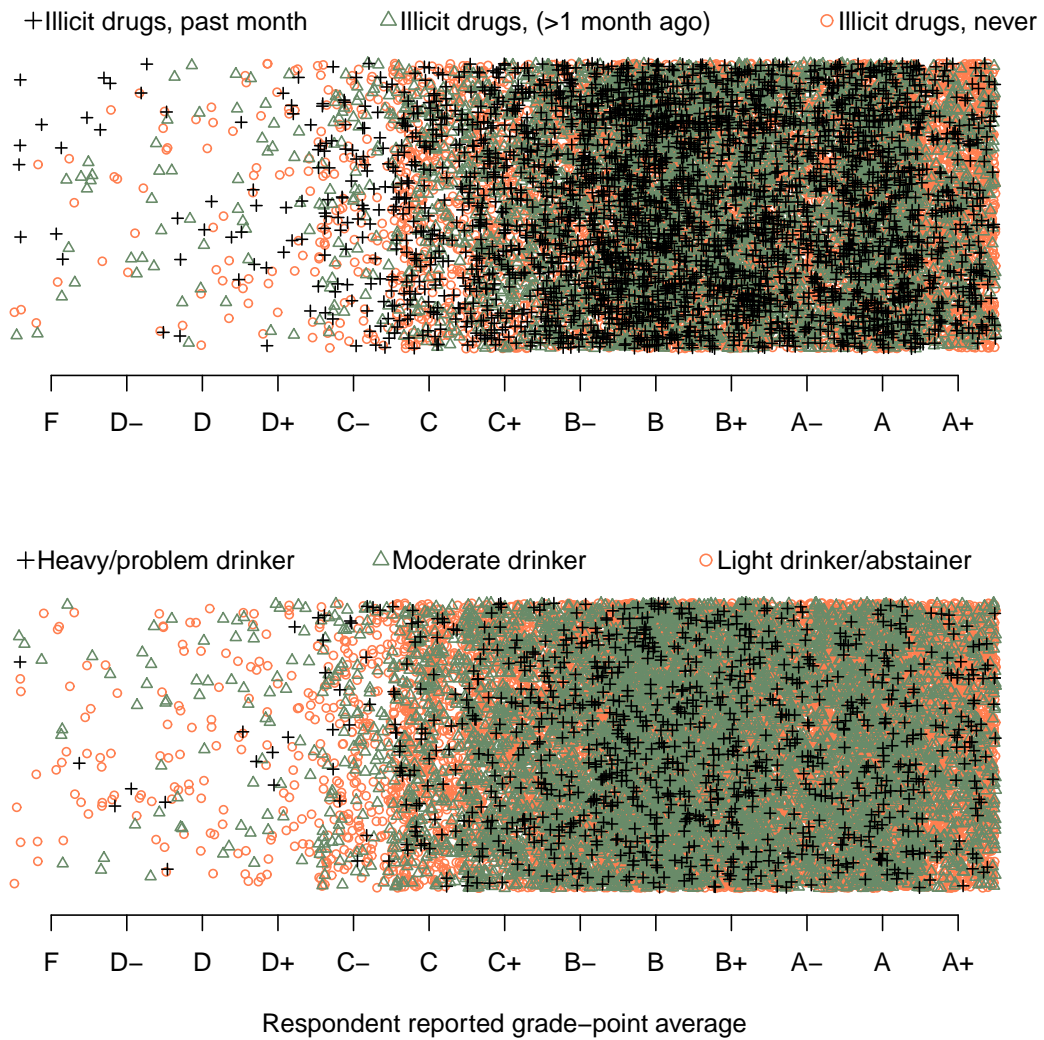 +Illicit drugs, past month △Illicit drugs, (>1 month ago) ○Illicit drugs, never
F D− D D+ C− C C+ B− B B+ A− A A+
+Heavy/problem drinker △Moderate drinker ○Light drinker/abstainer
F D− D D+ C− C C+ B− B B+ A− A A+
Respondent reported grade−point average